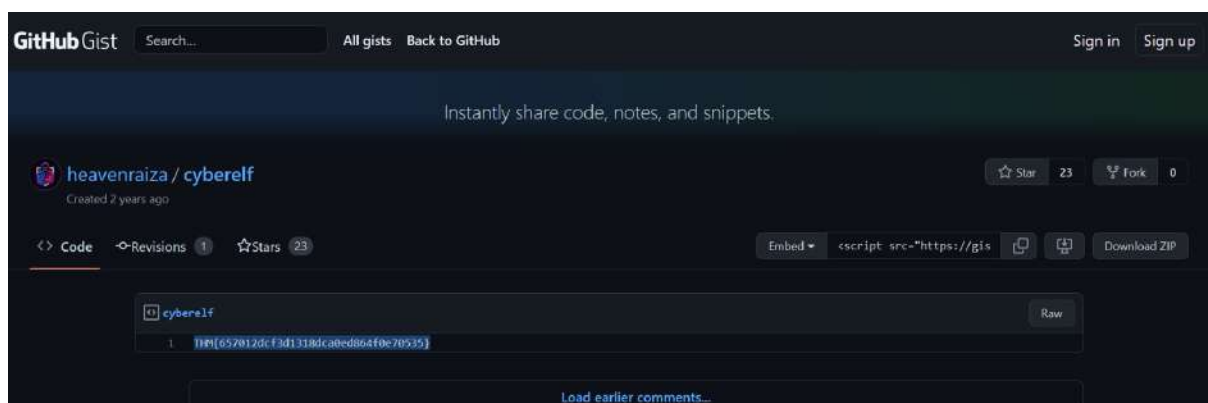 GitHub Gist Search... All gists Back to GitHub Sign in Sign up
Instantly share code, notes, and snippets.
heavenraiza / cyberelf Star 23 Fork 0
Created 2 years ago
<> Code Revisions 1 Stars 23 Embed <script src="https://gis Download ZIP
cyberelf Raw
1 THM{657012dcf3d1318dca0ed864f0e70535}
Load earlier comments...